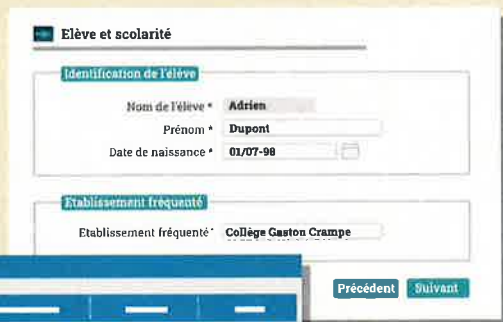 Elève et scolarité
Identification de l'élève
Nom de l'élève * Adrien
Prénom * Dupont
Date de naissance * 01/07-98
Etablissement fréquenté
Etablissement fréquenté * Collège Gaston Crampe
Précédent Suivant